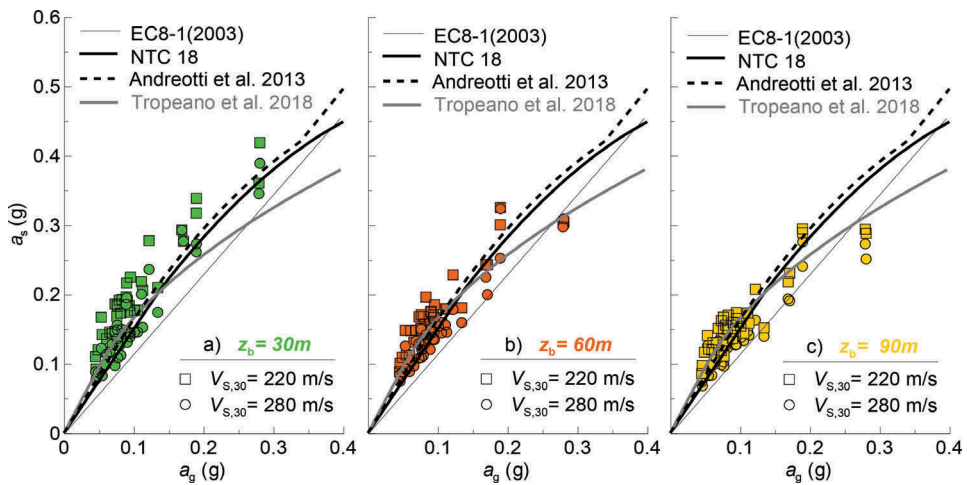 0.6
0.5
0.4
0.3
0.2
0.1
0
aₛ (g)
EC8-1(2003)
NTC 18
Andreotti et al. 2013
Tropeano et al. 2018
a) z_b = 30m
V_S,30= 220 m/s
V_S,30= 280 m/s
0 0.1 0.2 0.3 0.4
a_g (g)
EC8-1(2003)
NTC 18
Andreotti et al. 2013
Tropeano et al. 2018
b) z_b = 60m
V_S,30= 220 m/s
V_S,30= 280 m/s
0 0.1 0.2 0.3 0.4
a_g (g)
EC8-1(2003)
NTC 18
Andreotti et al. 2013
Tropeano et al. 2018
c) z_b = 90m
V_S,30= 220 m/s
V_S,30= 280 m/s
0 0.1 0.2 0.3 0.4
a_g (g)